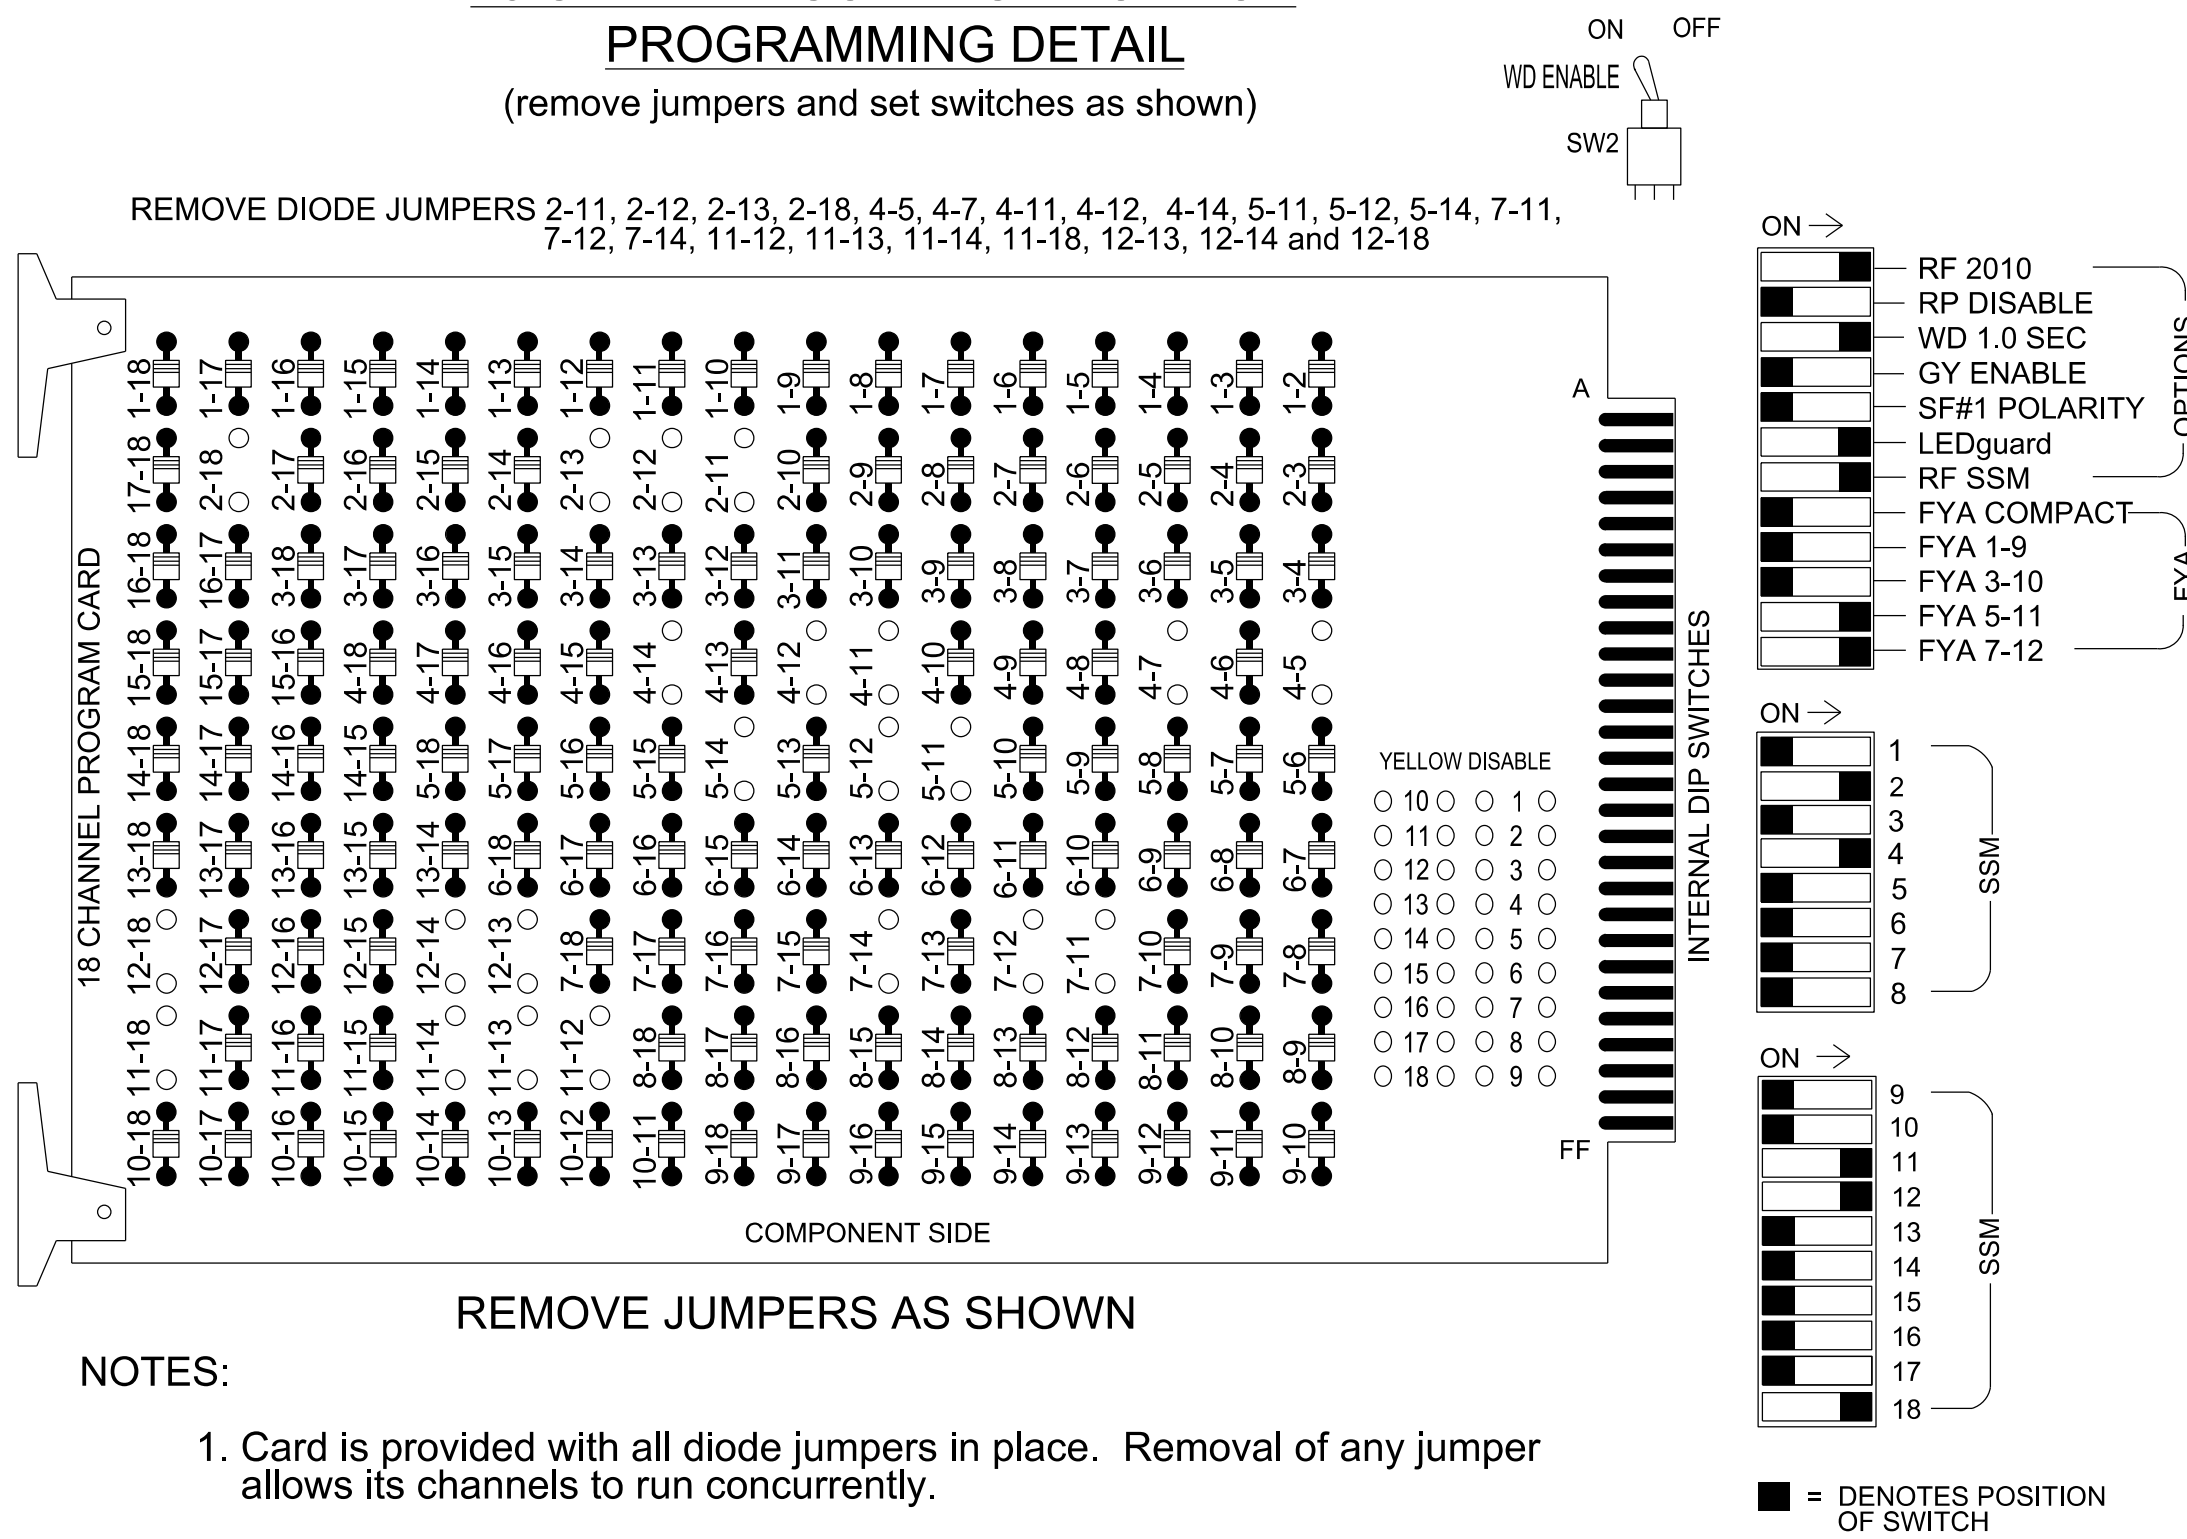 PROGRAMMING DETAIL
(remove jumpers and set switches as shown)
ON OFF
WD ENABLE
SW2
REMOVE DIODE JUMPERS 2-11, 2-12, 2-13, 2-18, 4-5, 4-7, 4-11, 4-12, 4-14, 5-11, 5-12, 5-14, 7-11,
7-12, 7-14, 11-12, 11-13, 11-14, 11-18, 12-13, 12-14 and 12-18
18 CHANNEL PROGRAM CARD
1-18 1-17 1-16 1-15 1-14 1-13 1-12 1-11 1-10 1-9 1-8 1-7 1-6 1-5 1-4 1-3 1-2
17-18 2-18 2-17 2-16 2-15 2-14 2-13 2-12 2-11 2-10 2-9 2-8 2-7 2-6 2-5 2-4 2-3
16-18 16-17 3-18 3-17 3-16 3-15 3-14 3-13 3-12 3-11 3-10 3-9 3-8 3-7 3-6 3-5 3-4
15-18 15-17 15-16 4-18 4-17 4-16 4-15 4-14 4-13 4-12 4-11 4-10 4-9 4-8 4-7 4-6 4-5
14-18 14-17 14-16 14-15 5-18 5-17 5-16 5-15 5-14 5-13 5-12 5-11 5-10 5-9 5-8 5-7 5-6
13-18 13-17 13-16 13-15 13-14 6-18 6-17 6-16 6-15 6-14 6-13 6-12 6-11 6-10 6-9 6-8 6-7
12-18 12-17 12-16 12-15 12-14 12-13 7-18 7-17 7-16 7-15 7-14 7-13 7-12 7-11 7-10 7-9 7-8
11-18 11-17 11-16 11-15 11-14 11-13 11-12 8-18 8-17 8-16 8-15 8-14 8-13 8-12 8-11 8-10 8-9
10-18 10-17 10-16 10-15 10-14 10-13 10-12 10-11 9-18 9-17 9-16 9-15 9-14 9-13 9-12 9-11 9-10
A
FF
YELLOW DISABLE
10 1
11 2
12 3
13 4
14 5
15 6
16 7
17 8
18 9
COMPONENT SIDE
INTERNAL DIP SWITCHES
ON
RF 2010
RP DISABLE
WD 1.0 SEC
GY ENABLE
SF#1 POLARITY
LEDguard
RF SSM
OPTIONS
FYA COMPACT
FYA 1-9
FYA 3-10
FYA 5-11
FYA 7-12
FYA
ON
1
2
3
4
5
6
7
8
SSM
ON
9
10
11
12
13
14
15
16
17
18
SSM
REMOVE JUMPERS AS SHOWN
NOTES:
1. Card is provided with all diode jumpers in place. Removal of any jumper
allows its channels to run concurrently.
= DENOTES POSITION
OF SWITCH